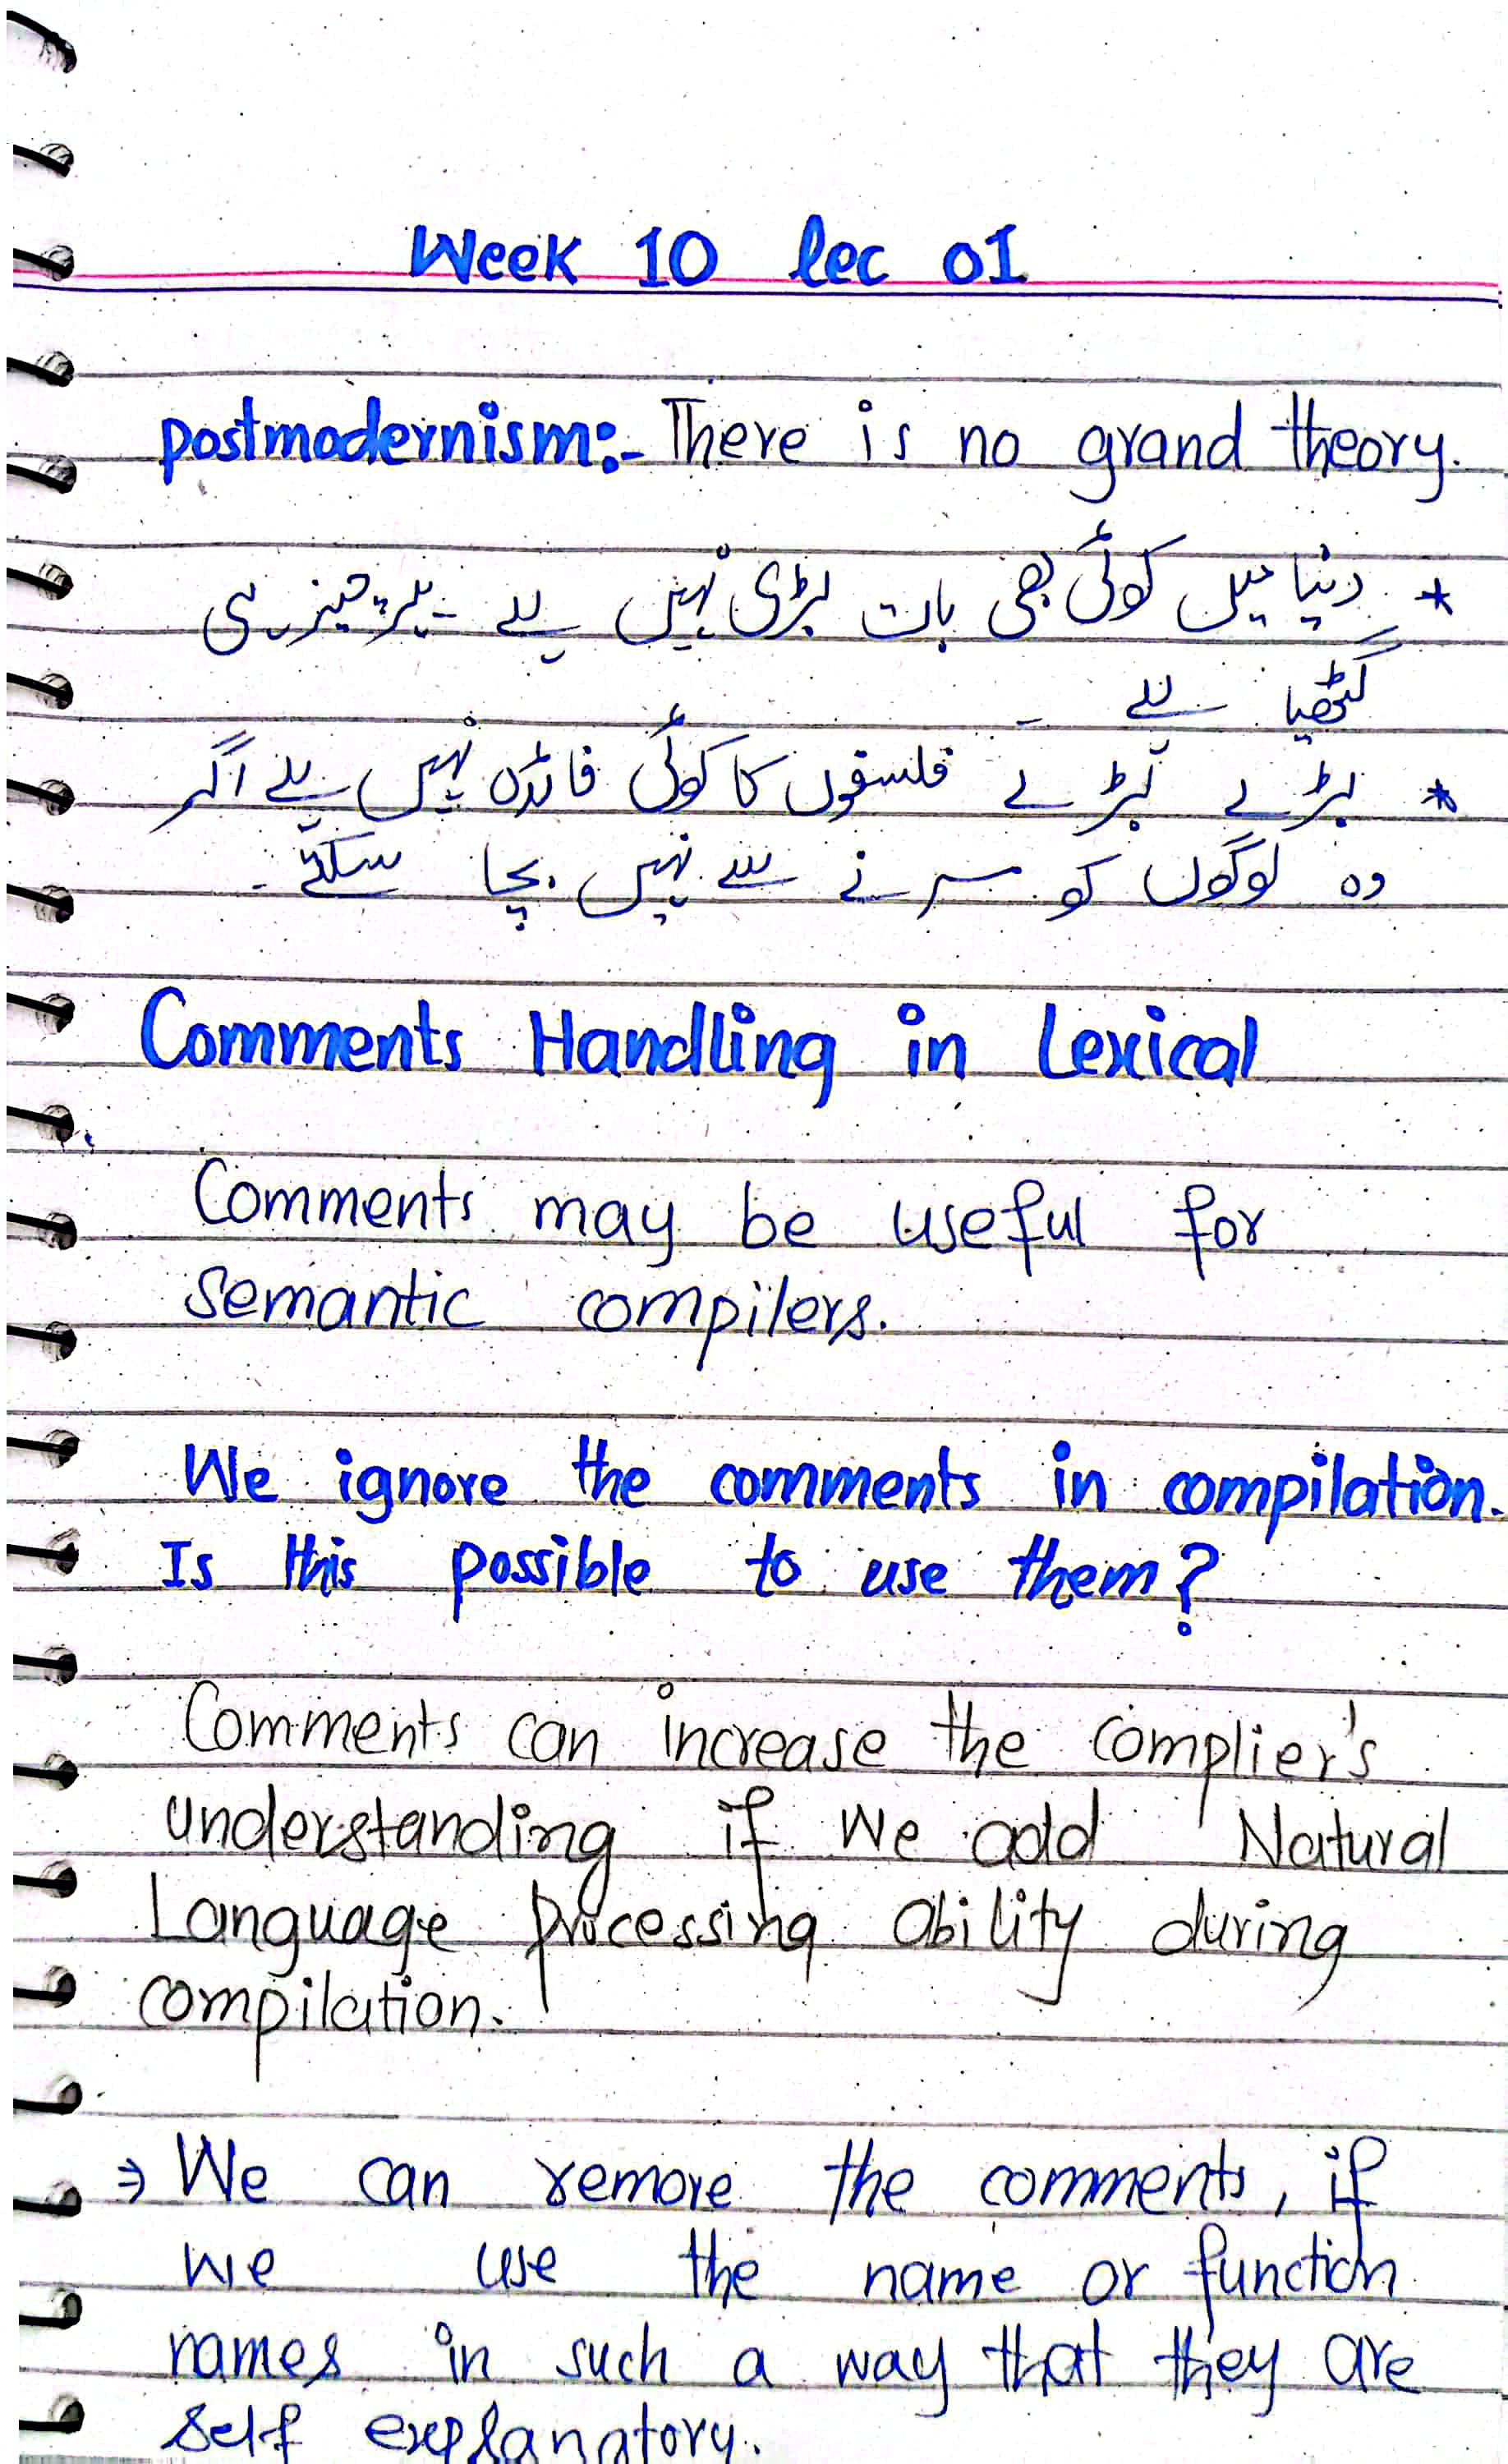 Week 10 lec 01
Postmodernism:- There is no grand theory.
* دنیا میں کوئی بھی بات بڑی نہیں ہے - ہر چیز ہی
گٹھیا ہے -
* بڑے بڑے فلسفوں کا کوئی فائدہ نہیں ہے اگر
وہ لوگوں کو مرنے سے نہیں بچا سکتے -
Comments Handling in Lexical
Comments may be useful for
semantic compilers.
We ignore the comments in compilation.
Is this possible to use them?
Comments can increase the complier's
understanding if we add Natural
Language processing ability during
compilation.
⇒ We can remove the comments, if
we use the name or function
names in such a way that they are
self explanatory.